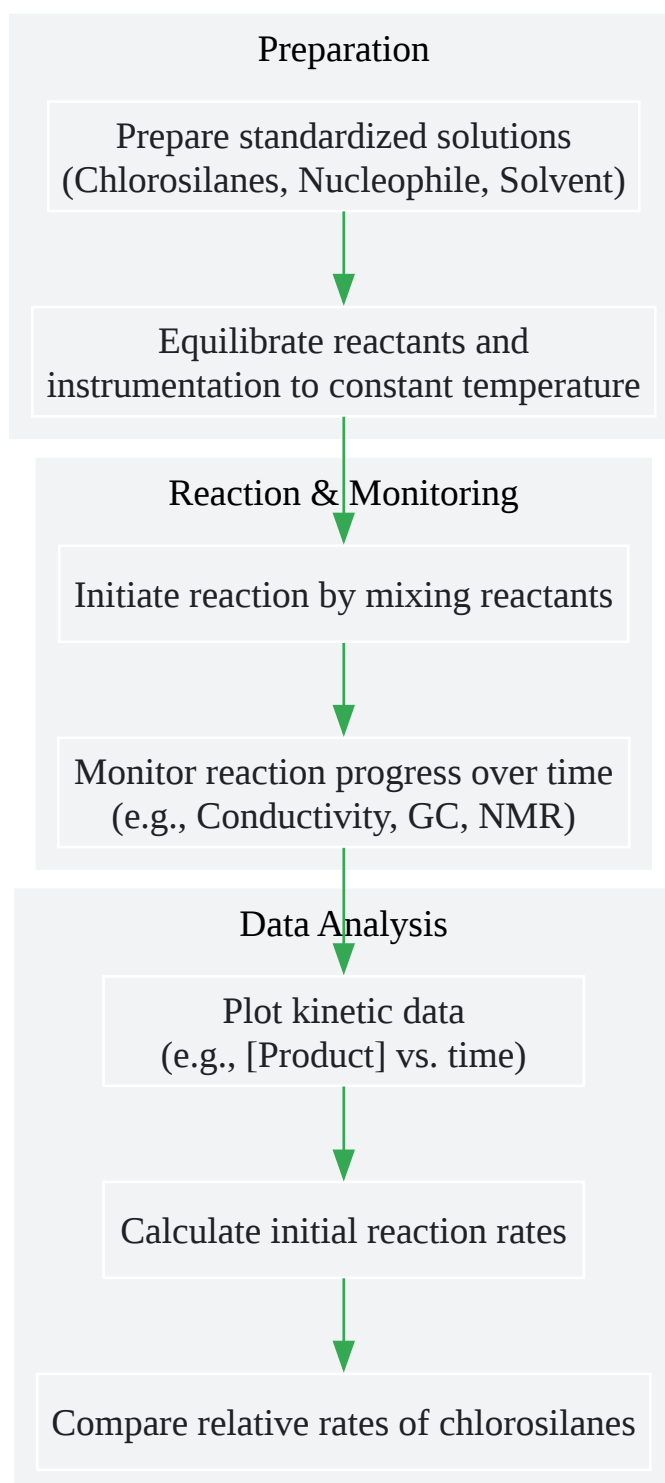 Preparation
Prepare standardized solutions
(Chlorosilanes, Nucleophile, Solvent)
Equilibrate reactants and
instrumentation to constant temperature
Reaction & Monitoring
Initiate reaction by mixing reactants
Monitor reaction progress over time
(e.g., Conductivity, GC, NMR)
Data Analysis
Plot kinetic data
(e.g., [Product] vs. time)
Calculate initial reaction rates
Compare relative rates of chlorosilanes